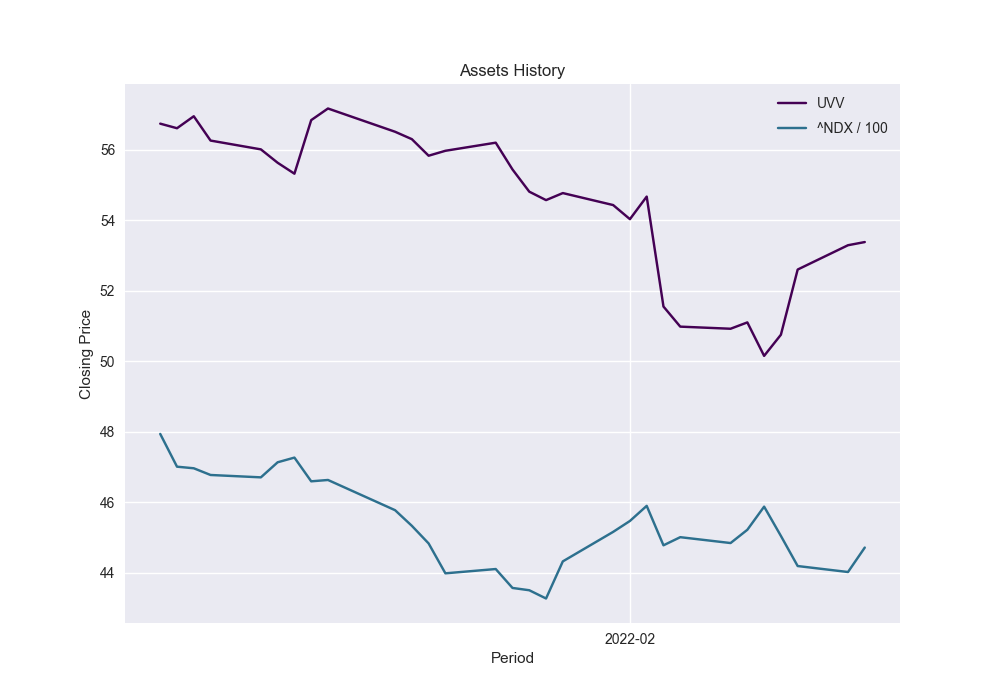 Assets History
UVV
^NDX / 100
56
54
52
50
48
46
44
Closing Price
2022-02
Period